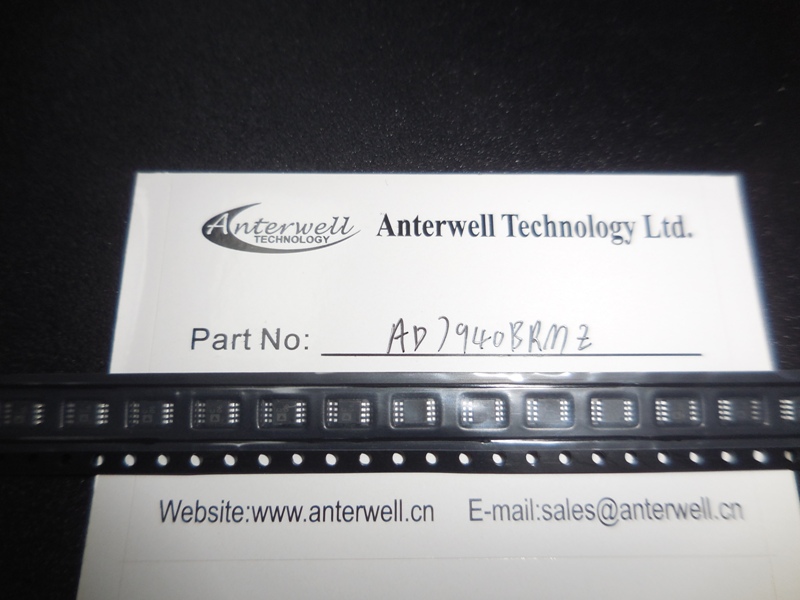 Anterwell
TECHNOLOGY
Anterwell Technology Ltd.
Part No: AD7940BRMZ
Website:www.anterwell.cn E-mail:sales@anterwell.cn